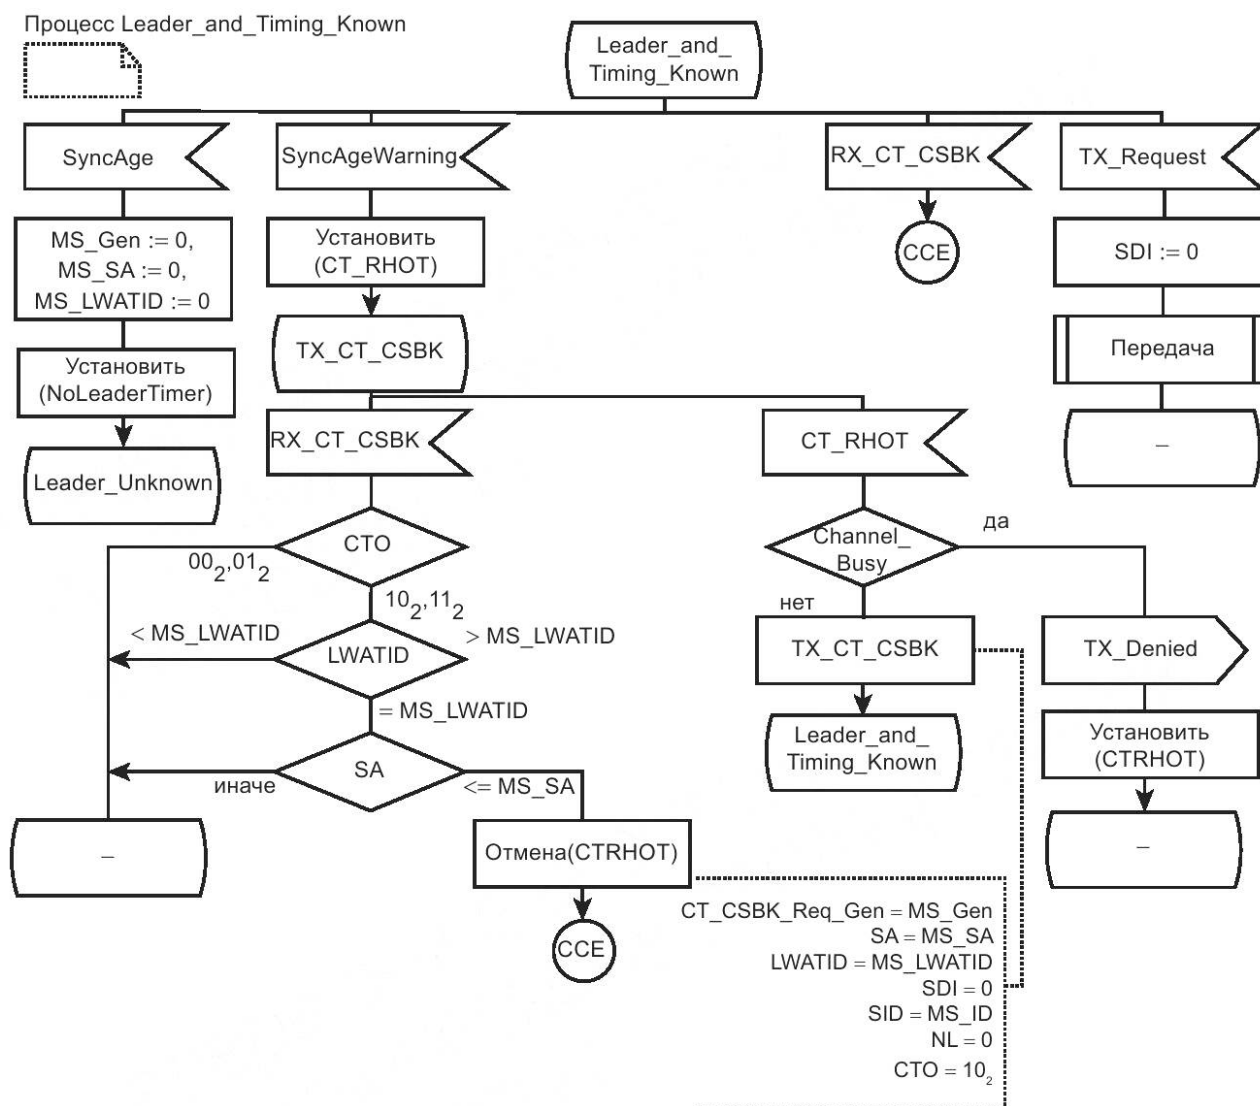 Процесс Leader_and_Timing_Known
Leader_and_
Timing_Known
SyncAge
SyncAgeWarning
RX_CT_CSBK
TX_Request
MS_Gen := 0,
MS_SA := 0,
MS_LWATID := 0
Установить
(CT_RHOT)
CCE
SDI := 0
Установить
(NoLeaderTimer)
TX_CT_CSBK
Передача
Leader_Unknown
RX_CT_CSBK
CT_RHOT
–
CTO
00₂,01₂
10₂,11₂
Channel_
Busy
да
нет
< MS_LWATID
LWATID
> MS_LWATID
= MS_LWATID
TX_CT_CSBK
TX_Denied
SA
иначе
<= MS_SA
Leader_and_
Timing_Known
Установить
(CTRHOT)
–
Отмена(CTRHOT)
–
CCE
CT_CSBK_Req_Gen = MS_Gen
SA = MS_SA
LWATID = MS_LWATID
SDI = 0
SID = MS_ID
NL = 0
CTO = 10₂